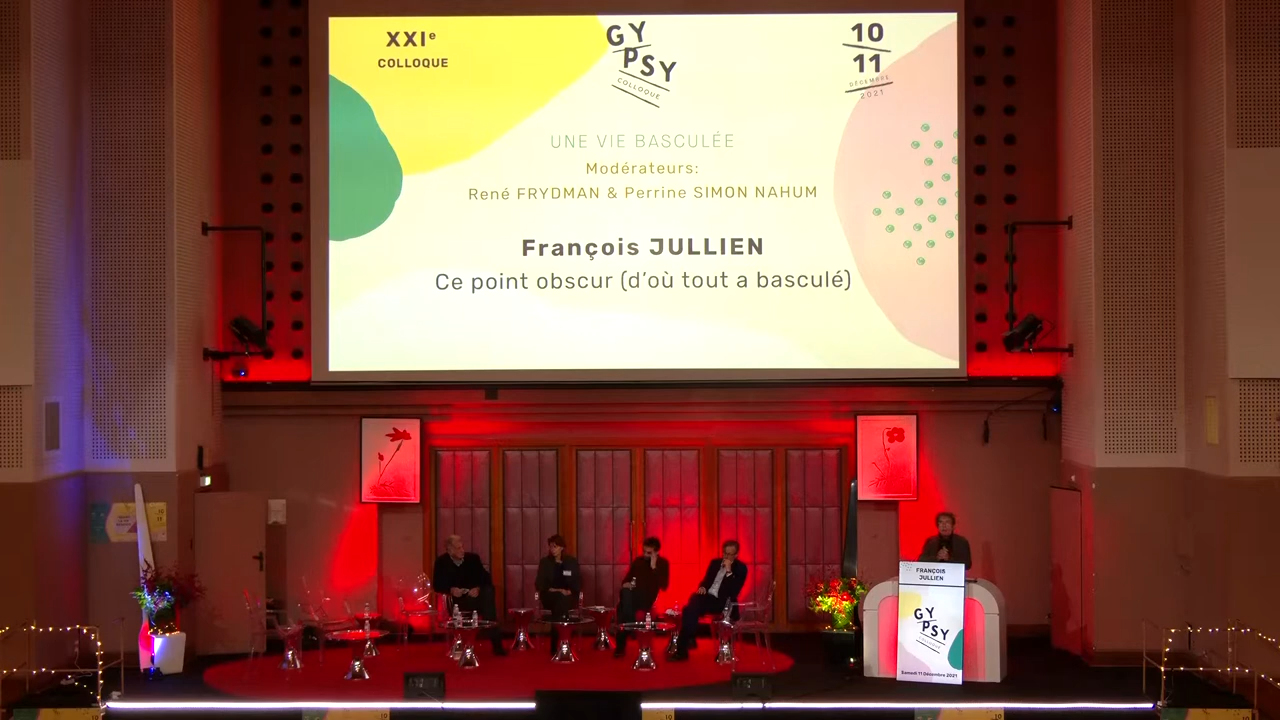 XXIe
COLLOQUE
GY
PSY
COLLOQUE
10
11
DÉCEMBRE
2021
UNE VIE BASCULÉE
Modérateurs:
René FRYDMAN & Perrine SIMON NAHUM
François JULLIEN
Ce point obscur (d'où tout a basculé)
FRANÇOIS
JULLIEN
GY
PSY
Samedi 11 Décembre 2021